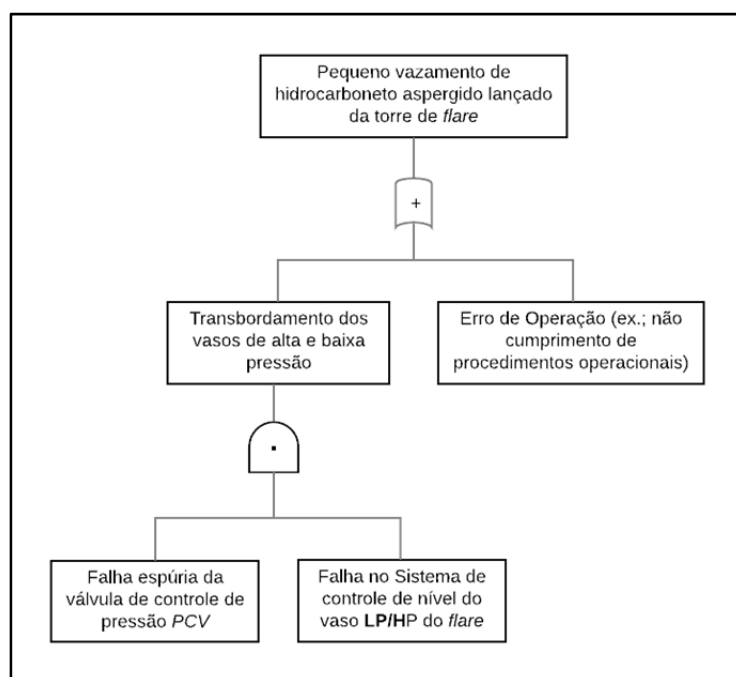 Pequeno vazamento de
hidrocarboneto aspergido lançado
da torre de flare
+
Transbordamento dos
vasos de alta e baixa
pressão
Erro de Operação (ex.; não
cumprimento de
procedimentos operacionais)
Falha espúria da
válvula de controle de
pressão PCV
Falha no Sistema de
controle de nível do
vaso LP/HP do flare